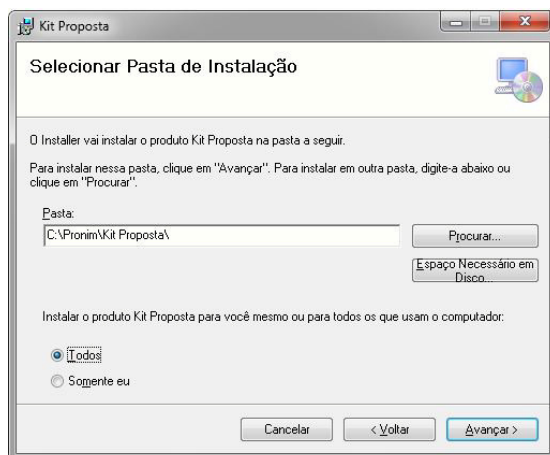 Kit Proposta
Selecionar Pasta de Instalação
O Installer vai instalar o produto Kit Proposta na pasta a seguir.
Para instalar nessa pasta, clique em "Avançar". Para instalar em outra pasta, digite-a abaixo ou
clique em "Procurar".
Pasta:
C:\Pronim\Kit Proposta\
Procurar...
Espaço Necessário em
Disco...
Instalar o produto Kit Proposta para você mesmo ou para todos os que usam o computador:
Todos
Somente eu
Cancelar
< Voltar
Avançar >